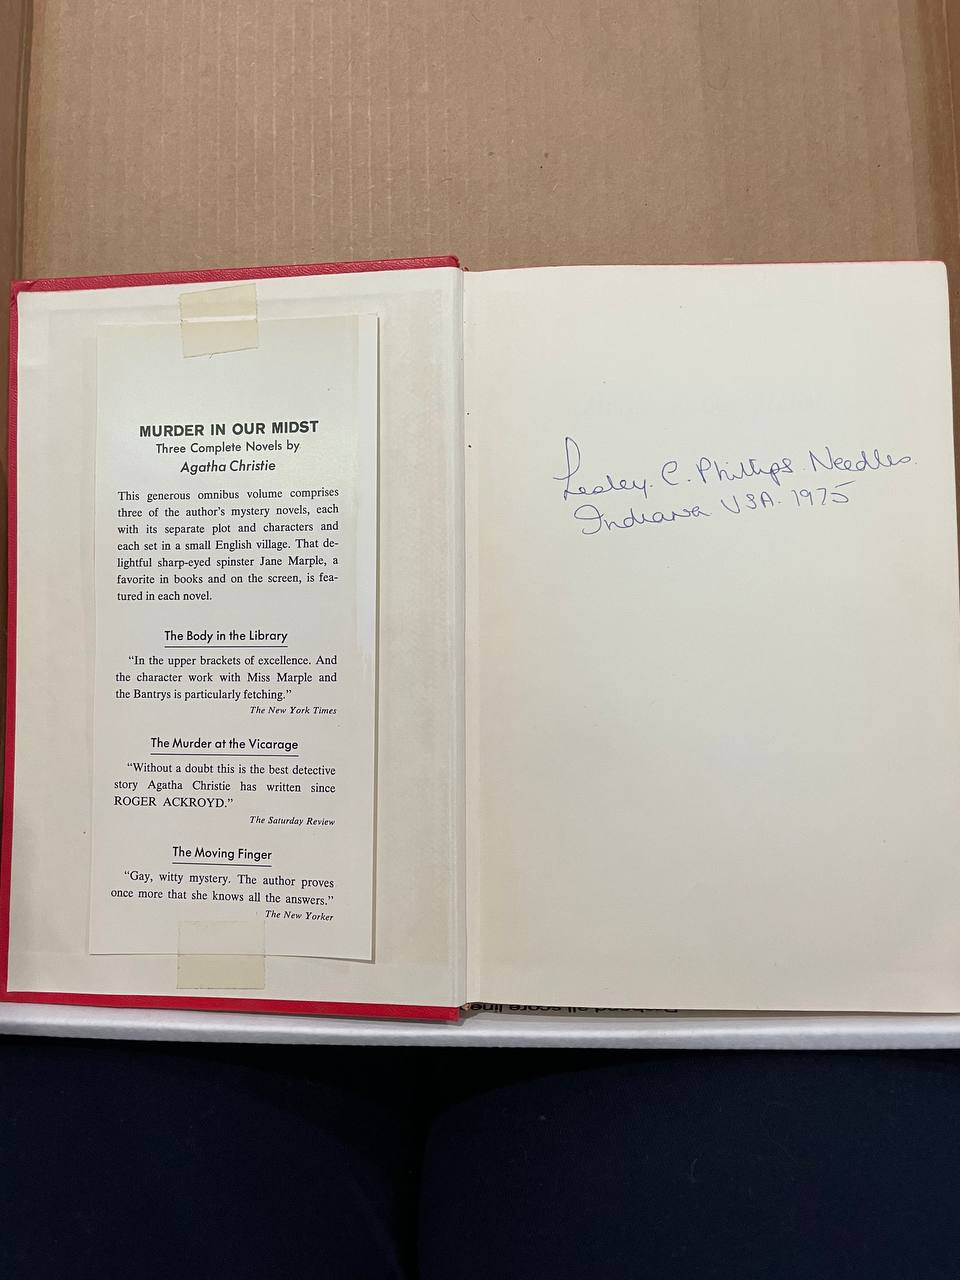 MURDER IN OUR MIDST
Three Complete Novels by
Agatha Christie
This generous omnibus volume comprises
three of the author's mystery novels, each
with its separate plot and characters and
each set in a small English village. That de-
lightful sharp-eyed spinster Jane Marple, a
favorite in books and on the screen, is fea-
tured in each novel.
The Body in the Library
“In the upper brackets of excellence. And
the character work with Miss Marple and
the Bantrys is particularly fetching.”
The New York Times
The Murder at the Vicarage
“Without a doubt this is the best detective
story Agatha Christie has written since
ROGER ACKROYD.”
The Saturday Review
The Moving Finger
“Gay, witty mystery. The author proves
once more that she knows all the answers.”
The New Yorker
Lesley. C. Phillips. Needles.
Indiana USA. 1975